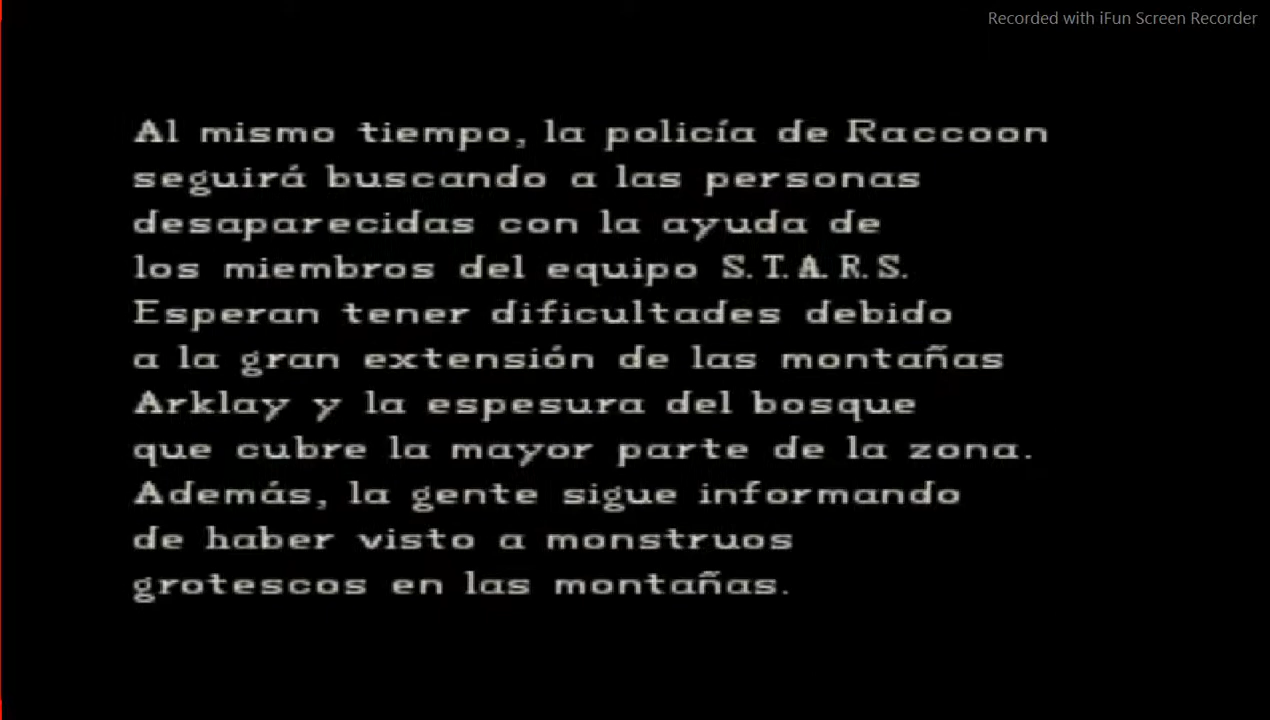 Recorded with iFun Screen Recorder
Al mismo tiempo, la policía de Raccoon
seguirá buscando a las personas
desaparecidas con la ayuda de
los miembros del equipo S.T.A.R.S.
Esperan tener dificultades debido
a la gran extensión de las montañas
Arklay y la espesura del bosque
que cubre la mayor parte de la zona.
Además, la gente sigue informando
de haber visto a monstruos
grotescos en las montañas.